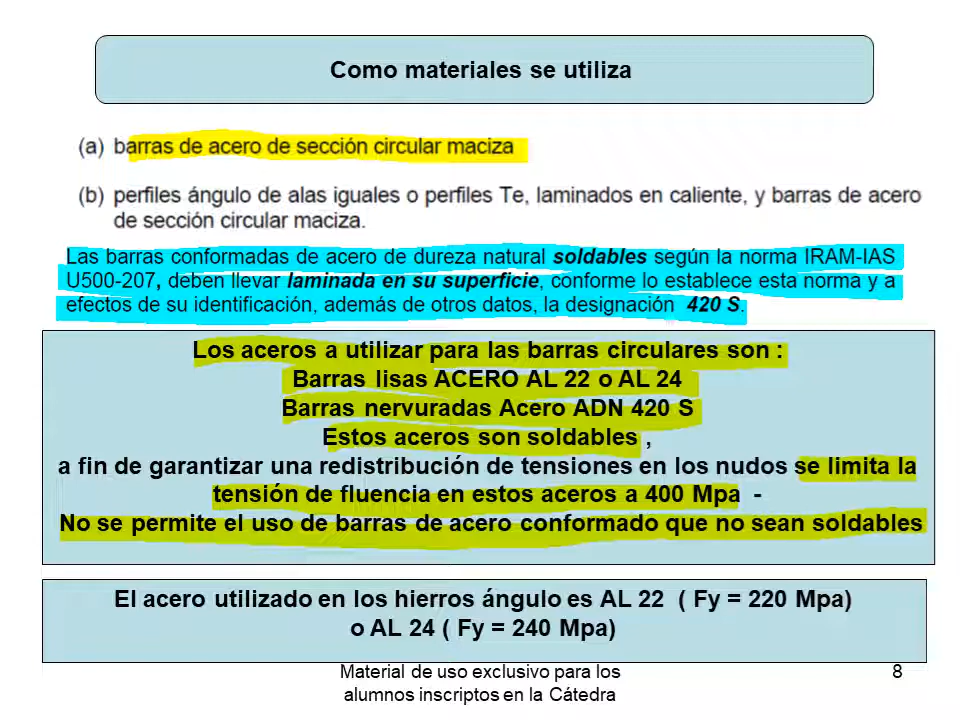 Como materiales se utiliza
(a) barras de acero de sección circular maciza
(b) perfiles ángulo de alas iguales o perfiles Te, laminados en caliente, y barras de acero
de sección circular maciza.
Las barras conformadas de acero de dureza natural soldables según la norma IRAM-IAS
U500-207, deben llevar laminada en su superficie, conforme lo establece esta norma y a
efectos de su identificación, además de otros datos, la designación 420 S.
Los aceros a utilizar para las barras circulares son :
Barras lisas ACERO AL 22 o AL 24
Barras nervuradas Acero ADN 420 S
Estos aceros son soldables ,
a fin de garantizar una redistribución de tensiones en los nudos se limita la
tensión de fluencia en estos aceros a 400 Mpa -
No se permite el uso de barras de acero conformado que no sean soldables
El acero utilizado en los hierros ángulo es AL 22 ( Fy = 220 Mpa)
o AL 24 ( Fy = 240 Mpa)
Material de uso exclusivo para los
alumnos inscriptos en la Cátedra
8